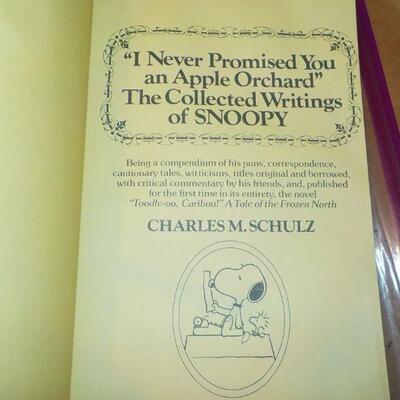 “I Never Promised You
an Apple Orchard”
The Collected Writings
of SNOOPY
Being a compendium of his puns, correspondence,
cautionary tales, witticisms, titles original and borrowed,
with critical commentary by his friends, and, published
for the first time in its entirety, the novel
“Toodle-oo, Caribou!” A Tale of the Frozen North
CHARLES M. SCHULZ